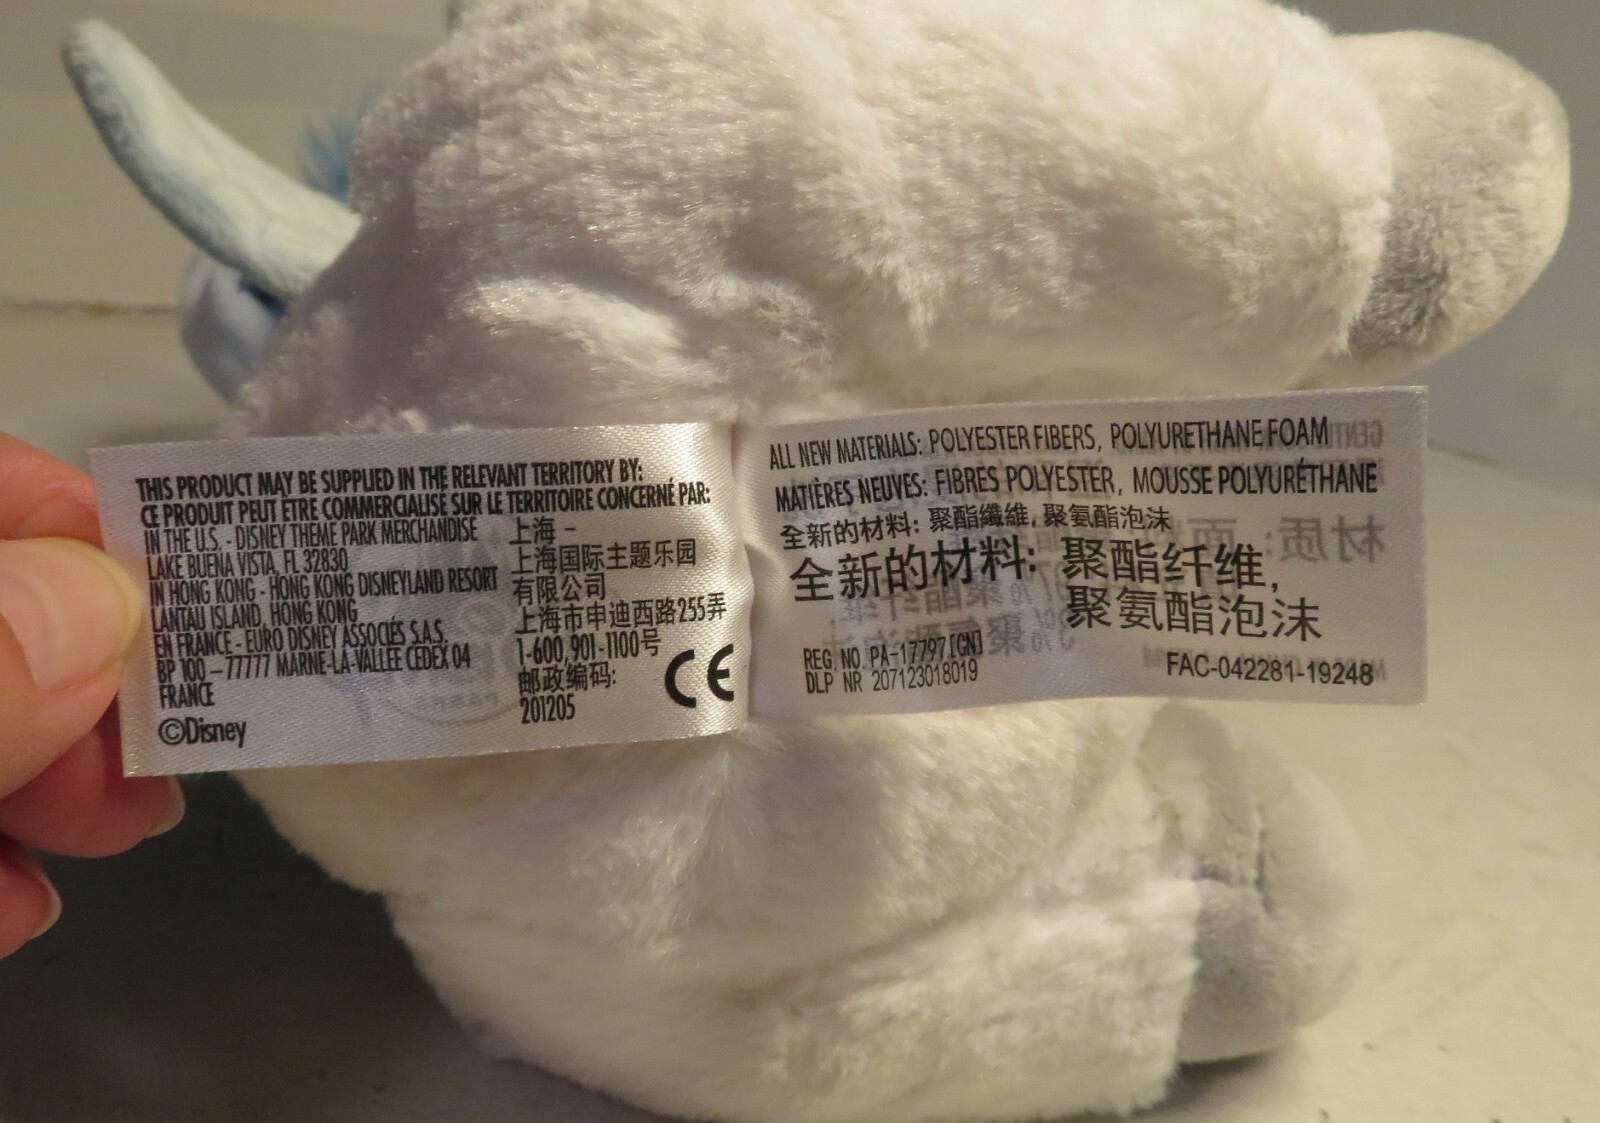 THIS PRODUCT MAY BE SUPPLIED IN THE RELEVANT TERRITORY BY:
CE PRODUIT PEUT ÊTRE COMMERCIALISÉ SUR LE TERRITOIRE CONCERNÉ PAR:
IN THE U.S. - DISNEY THEME PARK MERCHANDISE
LAKE BUENA VISTA, FL 32830
IN HONG KONG - HONG KONG DISNEYLAND RESORT
LANTAU ISLAND, HONG KONG
EN FRANCE - EURO DISNEY ASSOCIÉS S.A.S.
BP 100 - 77777 MARNE-LA-VALLEE CEDEX 04
FRANCE
©Disney
上海 -
上海国际主题乐园
有限公司
上海市申迪西路255弄
1-600 901-1100号
邮政编码:
201205
CE
ALL NEW MATERIALS: POLYESTER FIBERS, POLYURETHANE FOAM
MATIÈRES NEUVES: FIBRES POLYESTER, MOUSSE POLYURÉTHANE
全新的材料: 聚酯纖維, 聚氨酯泡沫
全新的材料: 聚酯纤维,
聚氨酯泡沫
REG. NO. PA-17797[GN]
DLP NR 207123018019
FAC-042281-19248